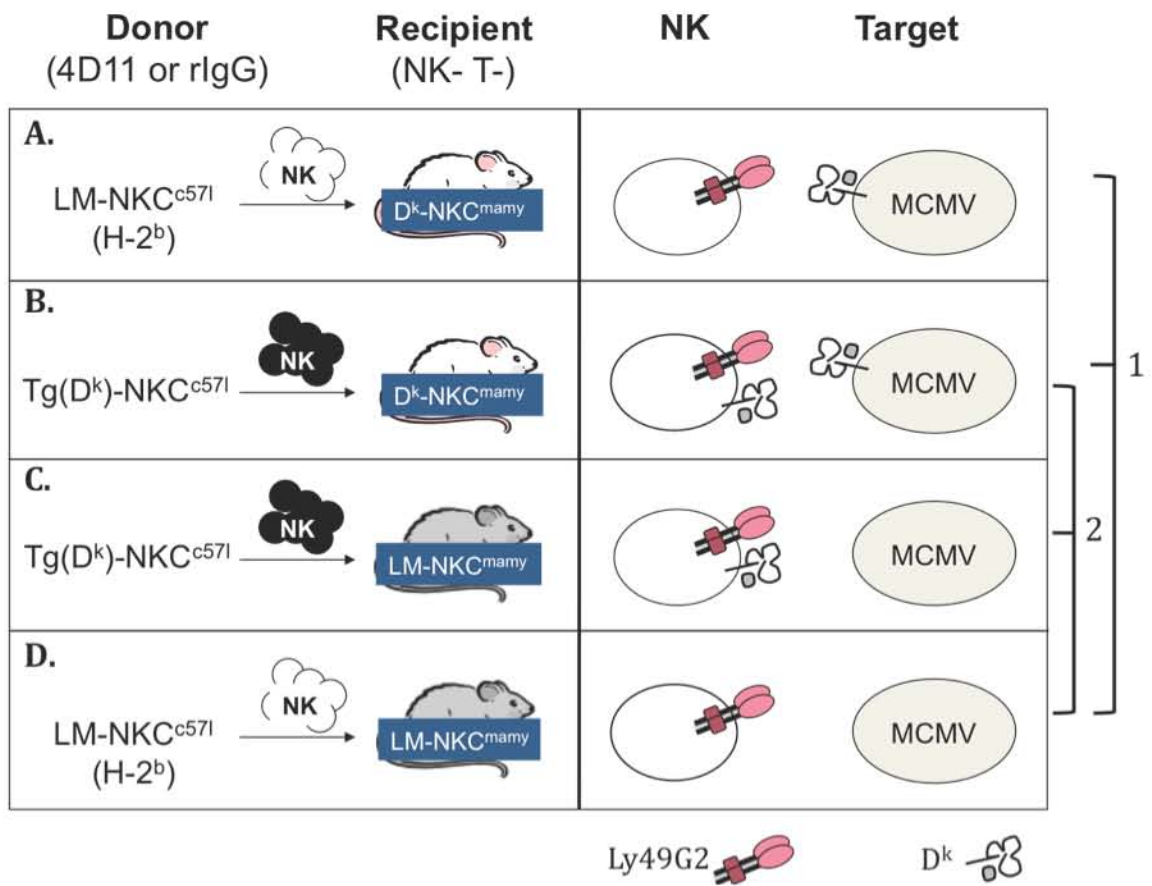 Donor Recipient NK Target
(4D11 or rIgG) (NK- T-)
A.
NK
LM-NKCc57l
(H-2b)
Dk-NKCmamy
MCMV
B.
NK
Tg(Dk)-NKCc57l
Dk-NKCmamy
MCMV
1
C.
NK
Tg(Dk)-NKCc57l
LM-NKCmamy
MCMV
2
D.
NK
LM-NKCc57l
(H-2b)
LM-NKCmamy
MCMV
Ly49G2 Dk